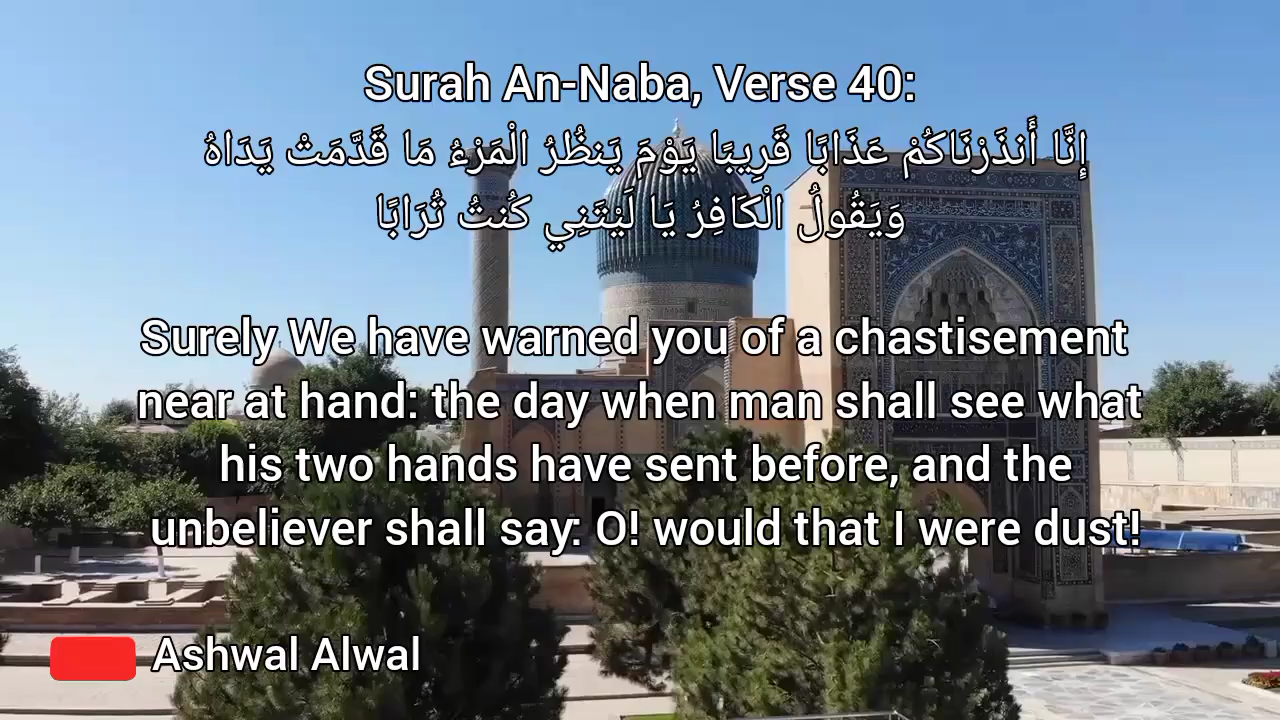 Surah An-Naba, Verse 40:
إِنَّا أَنذَرْنَاكُمْ عَذَابًا قَرِيبًا يَوْمَ يَنظُرُ الْمَرْءُ مَا قَدَّمَتْ يَدَاهُ
وَيَقُولُ الْكَافِرُ يَا لَيْتَنِي كُنتُ تُرَابًا
Surely We have warned you of a chastisement
near at hand: the day when man shall see what
his two hands have sent before, and the
unbeliever shall say: O! would that I were dust!
Ashwal Alwal